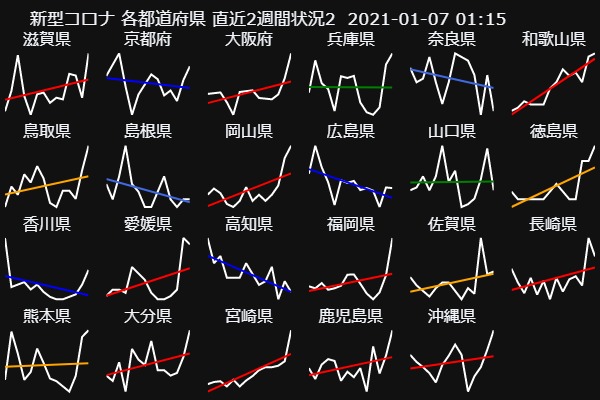 新型コロナ 各都道府県 直近2週間状況2 2021-01-07 01:15
滋賀県 京都府 大阪府 兵庫県 奈良県 和歌山県
鳥取県 島根県 岡山県 広島県 山口県 徳島県
香川県 愛媛県 高知県 福岡県 佐賀県 長崎県
熊本県 大分県 宮崎県 鹿児島県 沖縄県